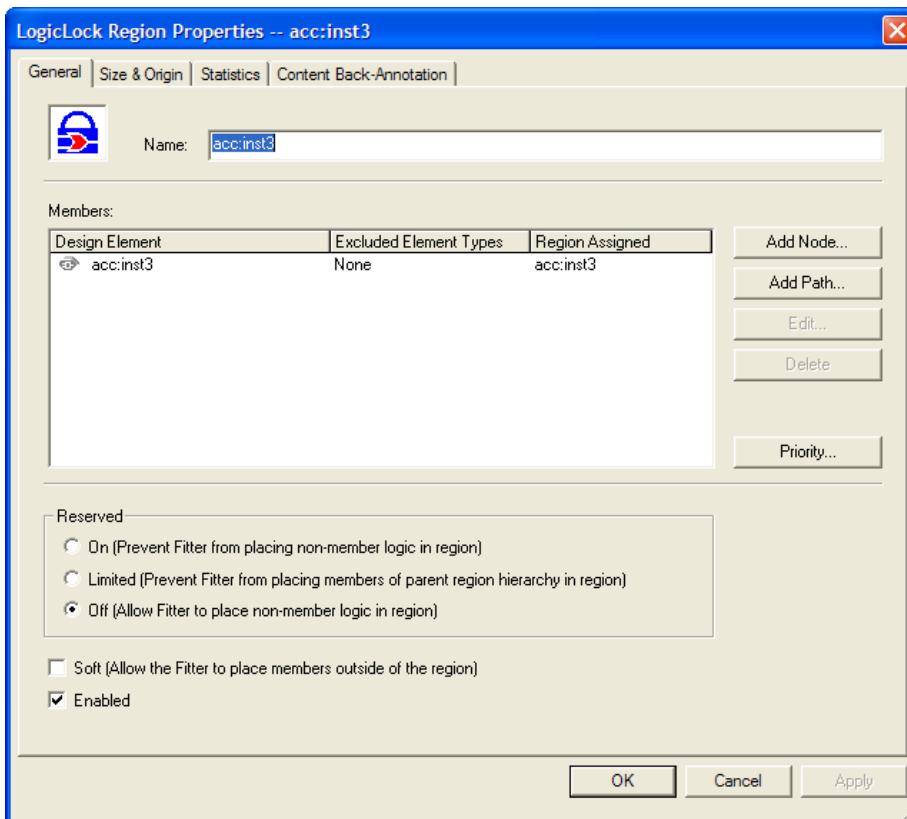 LogicLock Region Properties -- acc:inst3
General Size & Origin Statistics Content Back-Annotation
Name: acc:inst3
Members:
Design Element Excluded Element Types Region Assigned
acc:inst3 None acc:inst3
Add Node...
Add Path...
Edit...
Delete
Priority...
Reserved
On (Prevent Fitter from placing non-member logic in region)
Limited (Prevent Fitter from placing members of parent region hierarchy in region)
Off (Allow Fitter to place non-member logic in region)
Soft (Allow the Fitter to place members outside of the region)
Enabled
OK Cancel Apply